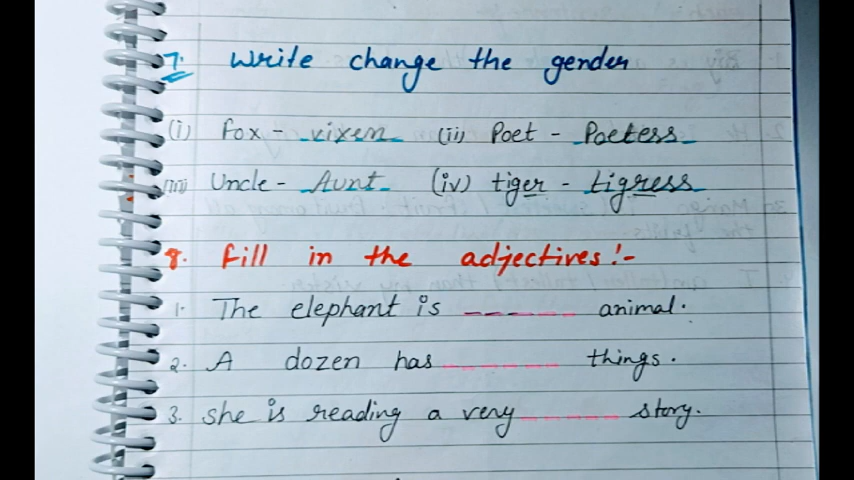 7. Write change the gender
(i) Fox - vixen (ii) Poet - Poetess
(iii) Uncle - Aunt (iv) tiger - tigress
8. Fill in the adjectives :-
1. The elephant is ______ animal.
2. A dozen has ______ things.
3. she is reading a very ______ story.